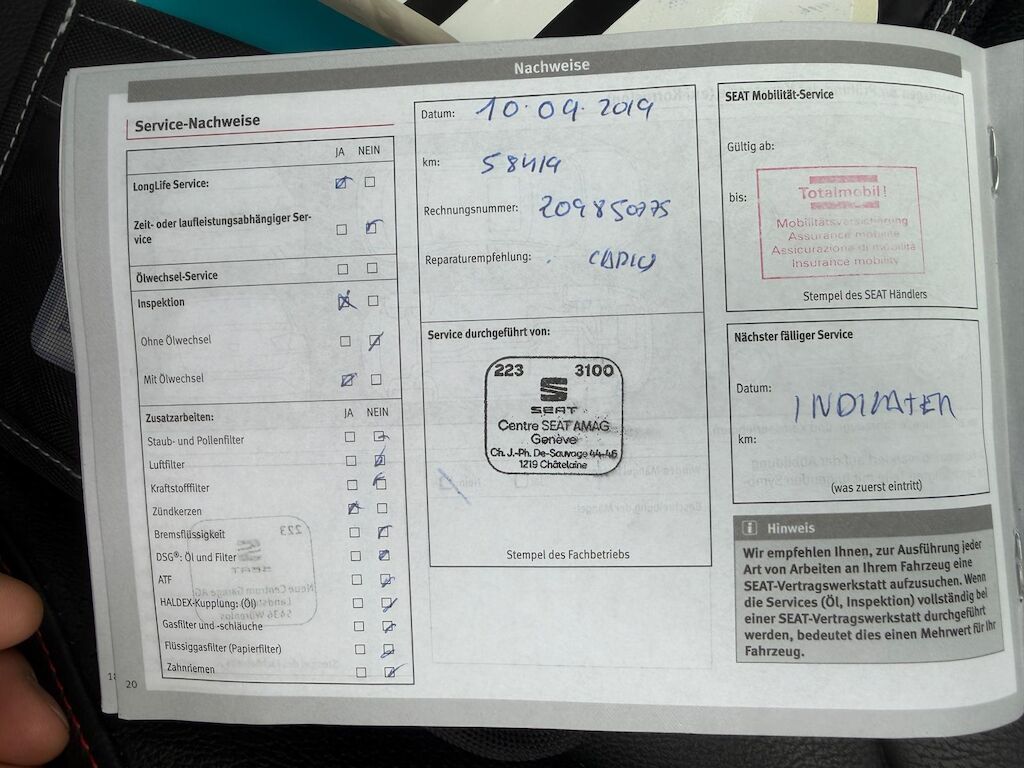 Nachweise
Service-Nachweise
JA NEIN
LongLife Service:
Zeit- oder laufleistungsabhängiger Ser-
vice
Ölwechsel-Service
Inspektion
Ohne Ölwechsel
Mit Ölwechsel
Zusatzarbeiten: JA NEIN
Staub- und Pollenfilter
Luftfilter
Kraftstofffilter
Zündkerzen
Bremsflüssigkeit
DSG®: Öl und Filter
ATF
HALDEX-Kupplung: (Öl)
Gasfilter und -schläuche
Flüssiggasfilter (Papierfilter)
Zahnriemen
20
Datum: 10.09.2019
km: 58419
Rechnungsnummer: 209850775
Reparaturempfehlung:
Service durchgeführt von:
223 3100
SEAT
Centre SEAT AMAG
Genève
Ch. J.-Ph. De-Sauvage 44-46
1219 Châtelaine
Stempel des Fachbetriebs
SEAT Mobilität-Service
Gültig ab:
bis:
Totalmobil!
Mobilitätsversicherung
Assurance mobilité
Assicurazione di mobilità
Insurance mobility
Stempel des SEAT Händlers
Nächster fälliger Service
Datum:
km:
(was zuerst eintritt)
i Hinweis
Wir empfehlen Ihnen, zur Ausführung jeder
Art von Arbeiten an Ihrem Fahrzeug eine
SEAT-Vertragswerkstatt aufzusuchen. Wenn
die Services (Öl, Inspektion) vollständig bei
einer SEAT-Vertragswerkstatt durchgeführt
werden, bedeutet dies einen Mehrwert für Ihr
Fahrzeug.